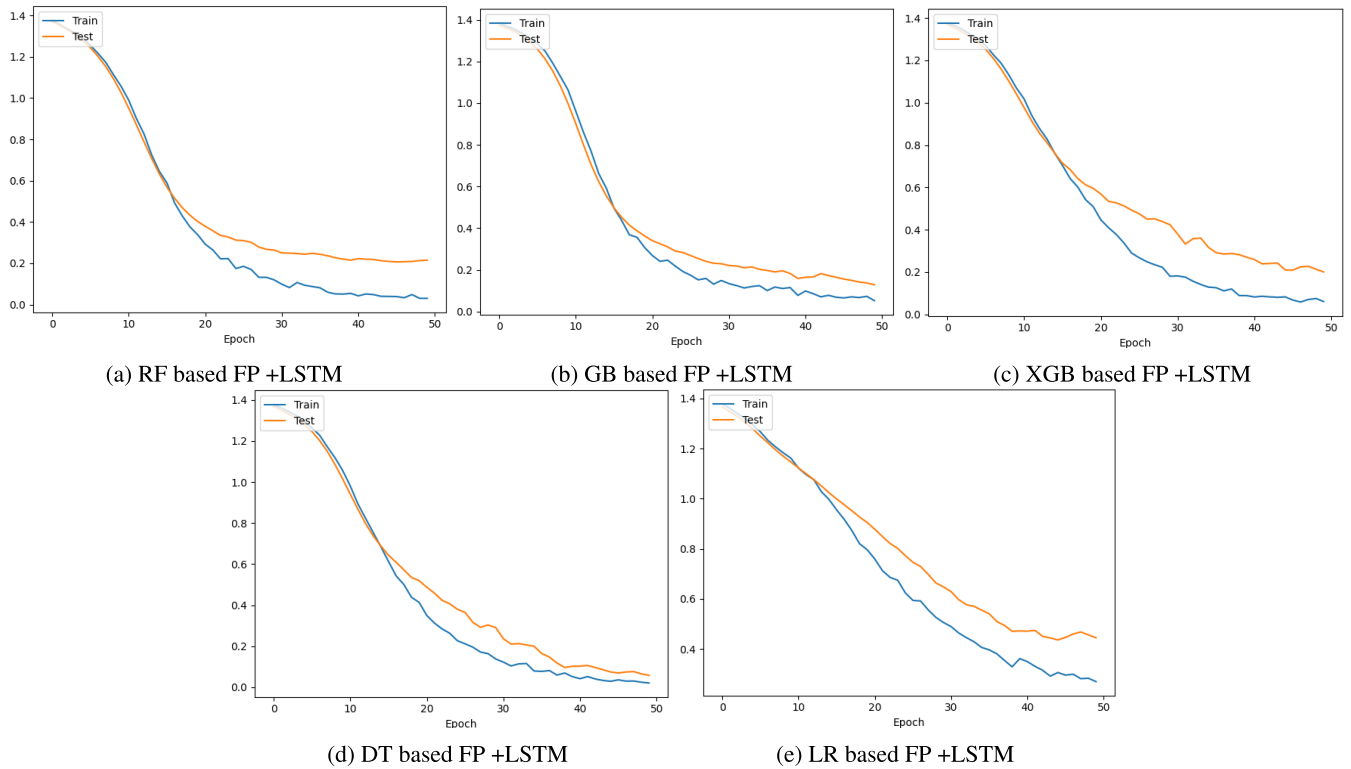 1.4
1.2
1.0
0.8
0.6
0.4
0.2
0.0
Train
Test
0 10 20 30 40 50
Epoch
(a) RF based FP +LSTM
1.4
1.2
1.0
0.8
0.6
0.4
0.2
0.0
Train
Test
0 10 20 30 40 50
Epoch
(b) GB based FP +LSTM
1.4
1.2
1.0
0.8
0.6
0.4
0.2
0.0
Train
Test
0 10 20 30 40 50
Epoch
(c) XGB based FP +LSTM
1.4
1.2
1.0
0.8
0.6
0.4
0.2
0.0
Train
Test
0 10 20 30 40 50
Epoch
(d) DT based FP +LSTM
1.4
1.2
1.0
0.8
0.6
0.4
Train
Test
0 10 20 30 40 50
Epoch
(e) LR based FP +LSTM